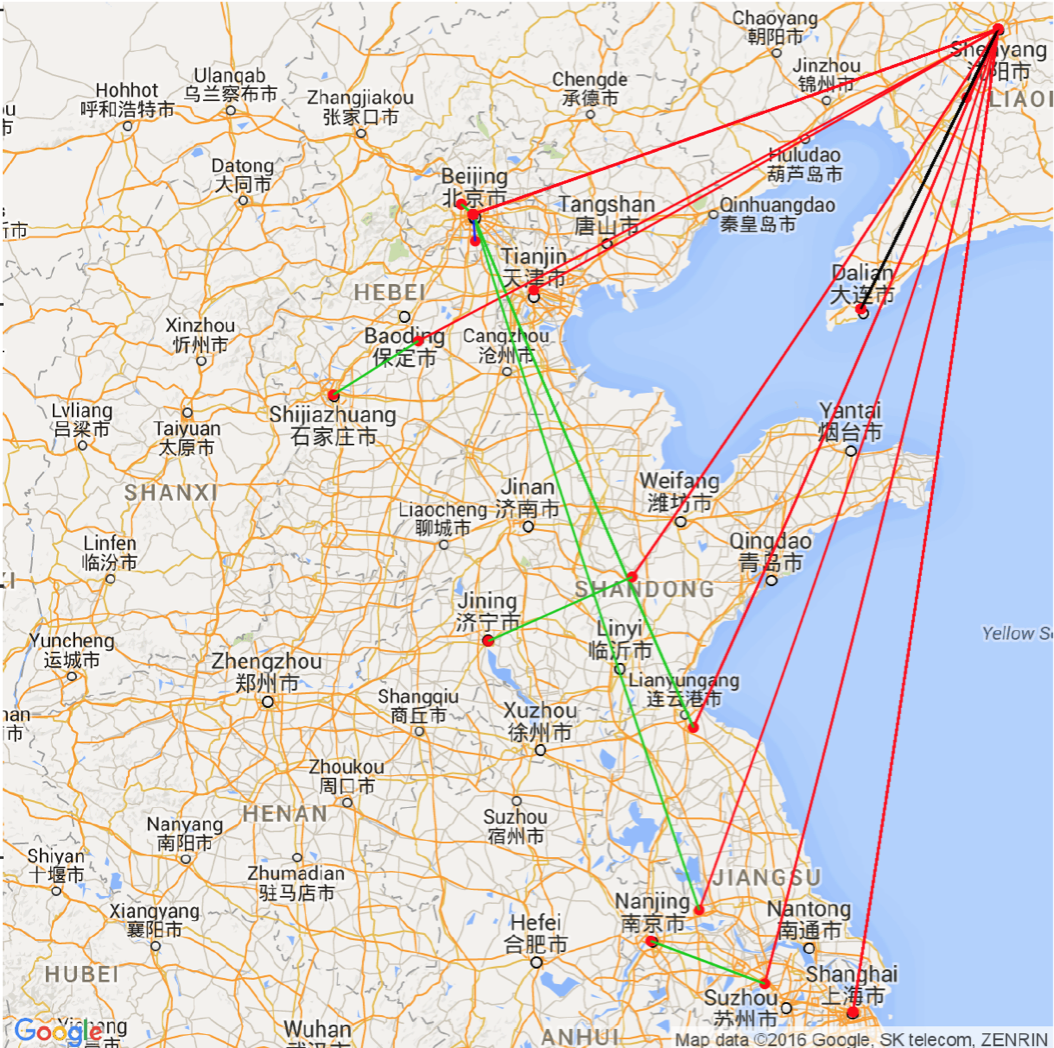 Chaoyang
朝阳市
Shenyang
Jinzhou
锦州市
Ulanqab
乌兰察布市
Hohhot
呼和浩特市
Chengde
承德市
Zhangjiakou
张家口市
Huludao
葫芦岛市
Datong
大同市
Beijing
北京市
Tangshan
唐山市
Qinhuangdao
秦皇岛市
Tianjin
天津市
Dalian
大连市
HEBEI
Xinzhou
忻州市
Baoding
保定市
Cangzhou
沧州市
Lvliang
吕梁市
Taiyuan
太原市
Shijiazhuang
石家庄市
Yantai
烟台市
SHANXI
Jinan
济南市
Weifang
潍坊市
Liaocheng
聊城市
Linfen
临汾市
Qingdao
青岛市
SHANDONG
Jining
济宁市
Linyi
临沂市
Yuncheng
运城市
Zhengzhou
郑州市
Lianyungang
连云港市
Shangqiu
商丘市
Xuzhou
徐州市
Zhoukou
周口市
HENAN
Suzhou
宿州市
Nanyang
南阳市
Shiyan
十堰市
Zhumadian
驻马店市
JIANGSU
Xiangyang
襄阳市
Nanjing
南京市
Nantong
南通市
Hefei
合肥市
HUBEI
Shanghai
上海市
Suzhou
苏州市
Google
Wuhan
ANHUI
Map data ©2016 Google, SK telecom, ZENRIN